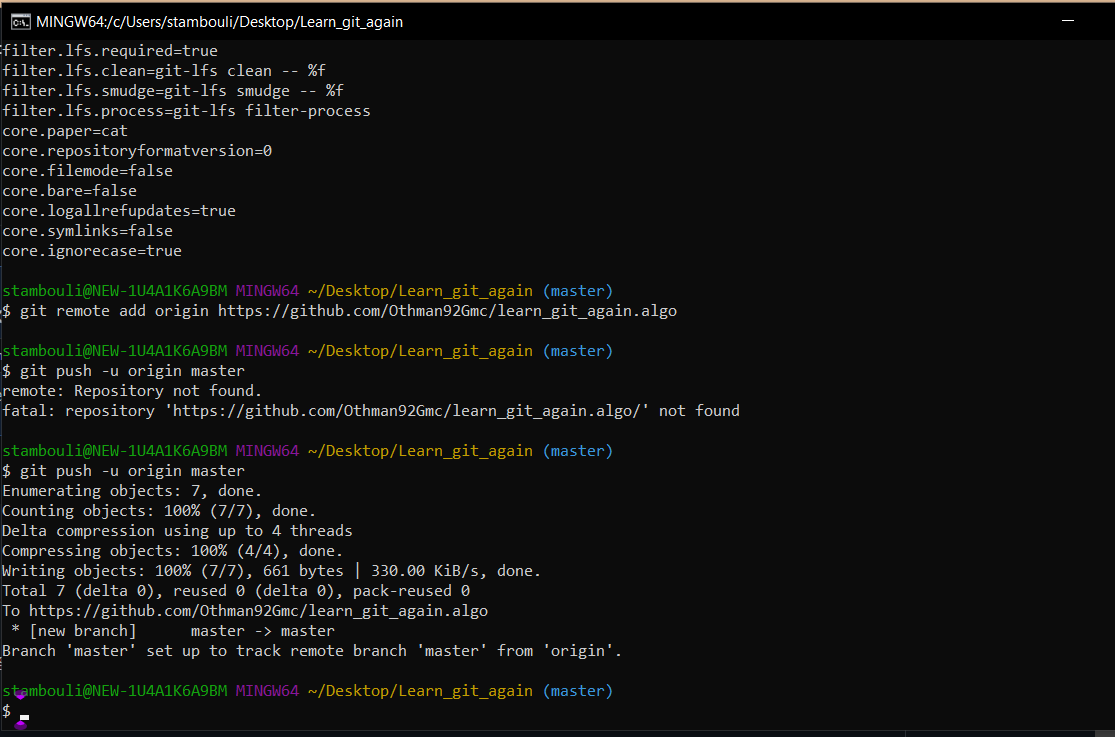 MINGW64:/c/Users/stambouli/Desktop/Learn_git_again
filter.lfs.required=true
filter.lfs.clean=git-lfs clean -- %f
filter.lfs.smudge=git-lfs smudge -- %f
filter.lfs.process=git-lfs filter-process
core.paper=cat
core.repositoryformatversion=0
core.filemode=false
core.bare=false
core.logallrefupdates=true
core.symlinks=false
core.ignorecase=true
stambouli@NEW-1U4A1K6A9BM MINGW64 ~/Desktop/Learn_git_again (master)
$ git remote add origin https://github.com/Othman92Gmc/learn_git_again.algo
stambouli@NEW-1U4A1K6A9BM MINGW64 ~/Desktop/Learn_git_again (master)
$ git push -u origin master
remote: Repository not found.
fatal: repository 'https://github.com/Othman92Gmc/learn_git_again.algo/' not found
stambouli@NEW-1U4A1K6A9BM MINGW64 ~/Desktop/Learn_git_again (master)
$ git push -u origin master
Enumerating objects: 7, done.
Counting objects: 100% (7/7), done.
Delta compression using up to 4 threads
Compressing objects: 100% (4/4), done.
Writing objects: 100% (7/7), 661 bytes | 330.00 KiB/s, done.
Total 7 (delta 0), reused 0 (delta 0), pack-reused 0
To https://github.com/Othman92Gmc/learn_git_again.algo
 * [new branch]      master -> master
Branch 'master' set up to track remote branch 'master' from 'origin'.
stambouli@NEW-1U4A1K6A9BM MINGW64 ~/Desktop/Learn_git_again (master)
$